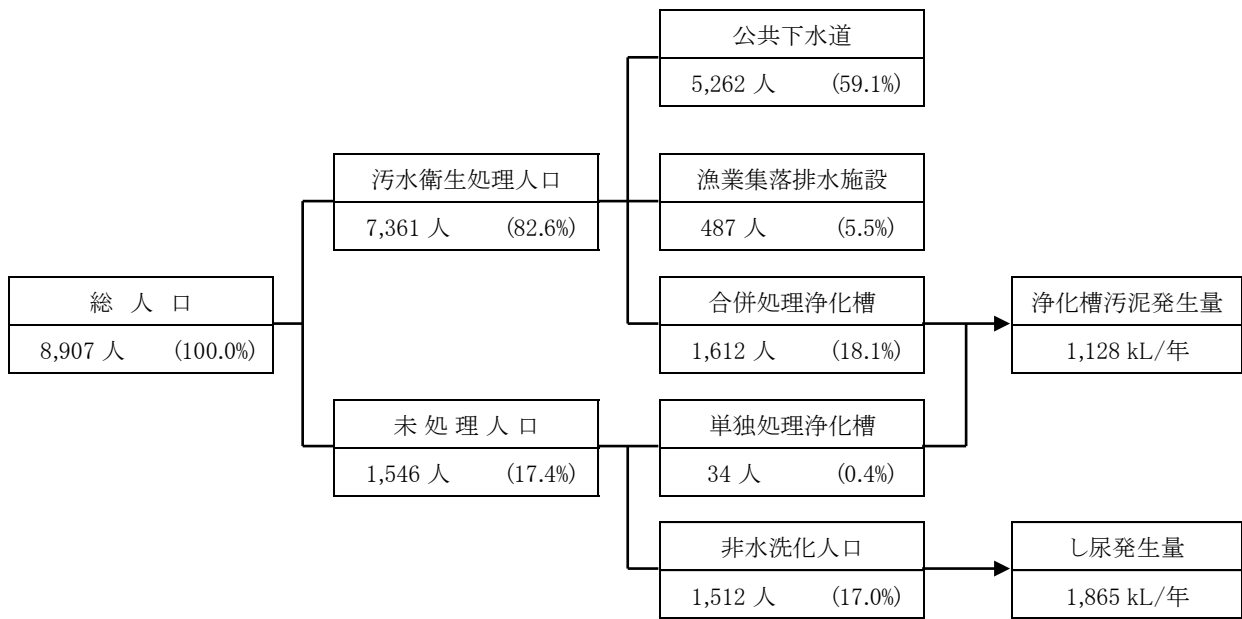 公共下水道
5,262 人 (59.1%)
汚水衛生処理人口
7,361 人 (82.6%)
漁業集落排水施設
487 人 (5.5%)
総 人 口
8,907 人 (100.0%)
合併処理浄化槽
1,612 人 (18.1%)
浄化槽汚泥発生量
1,128 kL/年
未 処 理 人 口
1,546 人 (17.4%)
単独処理浄化槽
34 人 (0.4%)
非水洗化人口
1,512 人 (17.0%)
し尿発生量
1,865 kL/年